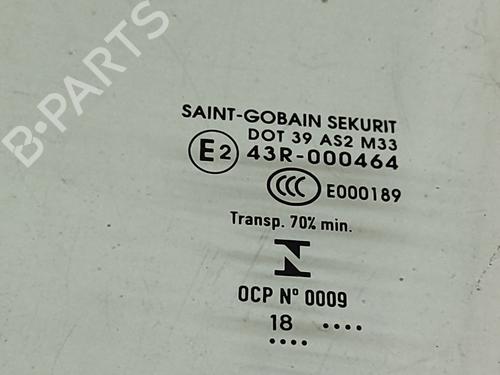 B-PARTS
SAINT-GOBAIN SEKURIT
DOT 39 AS2 M33
E2 43R-000464
CCC E000189
Transp. 70% min.
N
OCP Nº 0009
18 ....
....